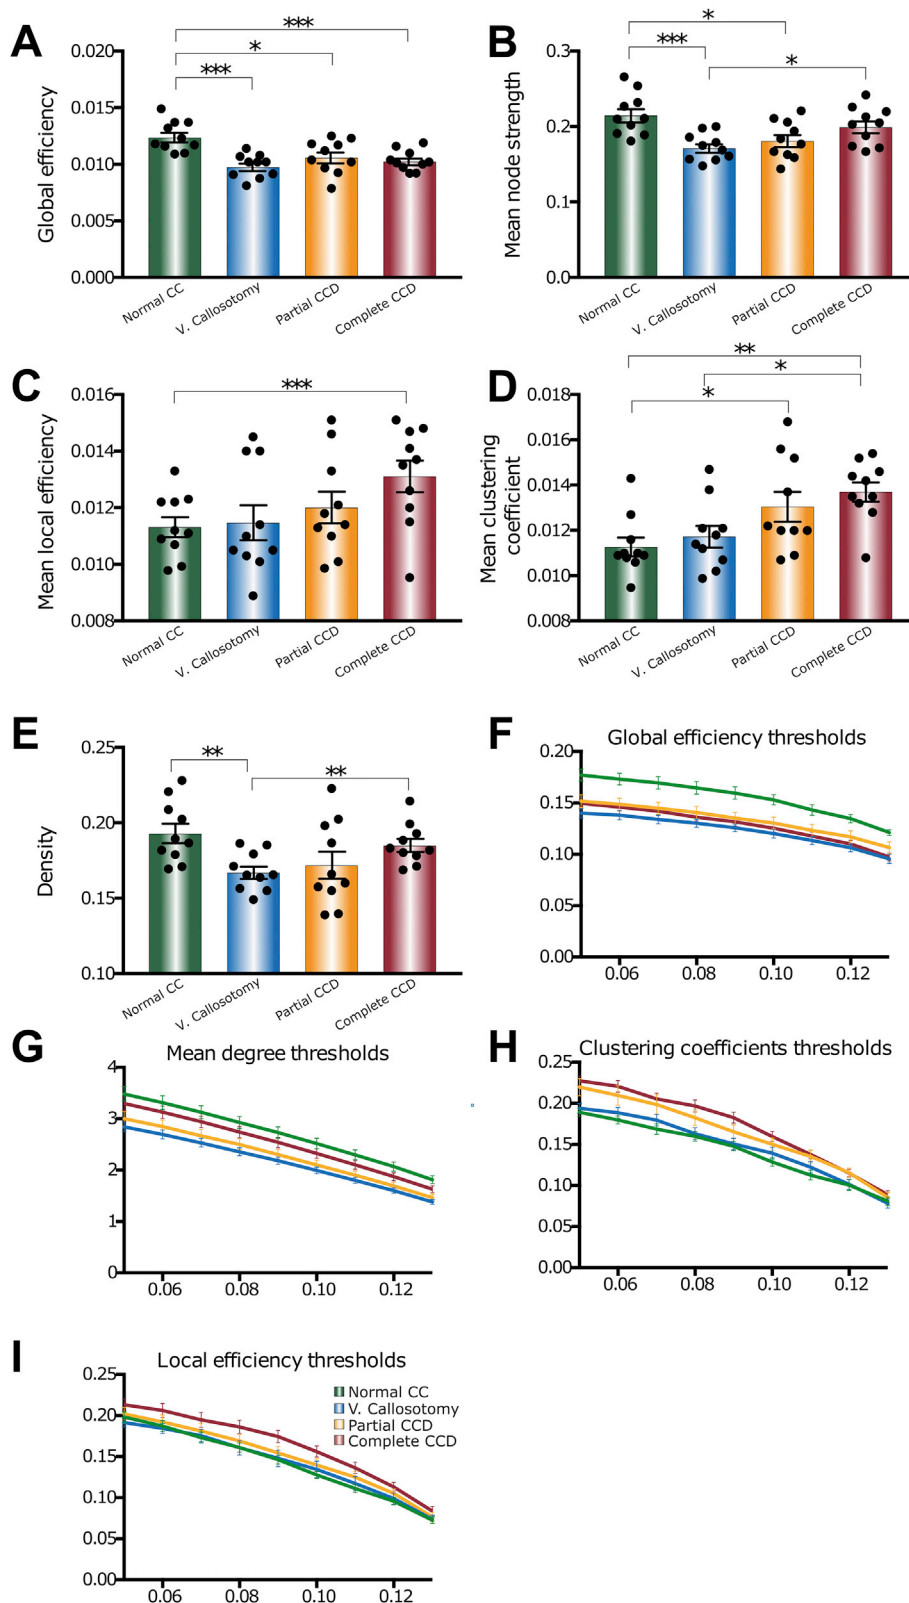 A
Global efficiency
0.020
0.015
0.010
0.005
0.000
***
*
***
Normal CC
V. Callosotomy
Partial CCD
Complete CCD
B
Mean node strength
0.3
0.2
0.1
0.0
*
***
*
Normal CC
V. Callosotomy
Partial CCD
Complete CCD
C
Mean local efficiency
0.016
0.014
0.012
0.010
0.008
***
Normal CC
V. Callosotomy
Partial CCD
Complete CCD
D
Mean clustering
coefficient
0.018
0.016
0.014
0.012
0.010
0.008
**
*
*
Normal CC
V. Callosotomy
Partial CCD
Complete CCD
E
Density
0.25
0.20
0.15
0.10
**
**
Normal CC
V. Callosotomy
Partial CCD
Complete CCD
F
Global efficiency thresholds
0.20
0.15
0.10
0.05
0.00
0.06 0.08 0.10 0.12
G
Mean degree thresholds
4
3
2
1
0
0.06 0.08 0.10 0.12
H
Clustering coefficients thresholds
0.25
0.20
0.15
0.10
0.05
0.00
0.06 0.08 0.10 0.12
I
Local efficiency thresholds
0.25
0.20
0.15
0.10
0.05
0.00
Normal CC
V. Callosotomy
Partial CCD
Complete CCD
0.06 0.08 0.10 0.12